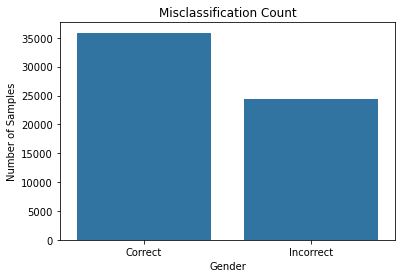 Misclassification Count
Number of Samples
35000
30000
25000
20000
15000
10000
5000
0
Correct
Incorrect
Gender